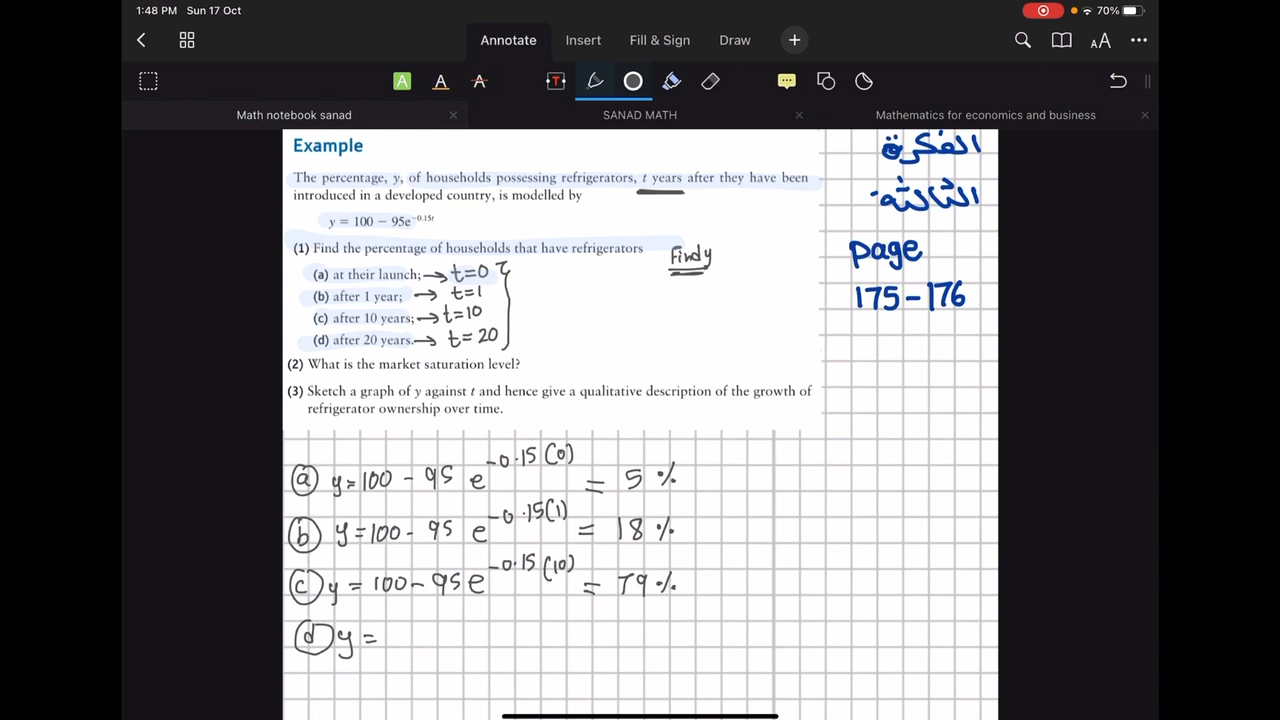 1:48 PM Sun 17 Oct
70%
Annotate Insert Fill & Sign Draw
AA
A A A T
Math notebook sanad
SANAD MATH
Mathematics for economics and business
Example
The percentage, y, of households possessing refrigerators, t years after they have been
introduced in a developed country, is modelled by
y = 100 − 95e^−0.15t
(1) Find the percentage of households that have refrigerators
Find y
(a) at their launch; → t=0
(b) after 1 year; → t=1
(c) after 10 years; → t=10
(d) after 20 years. → t=20
(2) What is the market saturation level?
(3) Sketch a graph of y against t and hence give a qualitative description of the growth of
refrigerator ownership over time.
الفكرة
الثالثة
page
175-176
(a) y=100 - 95 e^-0.15(0) = 5 %
(b) y=100- 95 e^-0.15(1) = 18 %
(c) y = 100- 95e^-0.15(10) = 79%
(d) y =